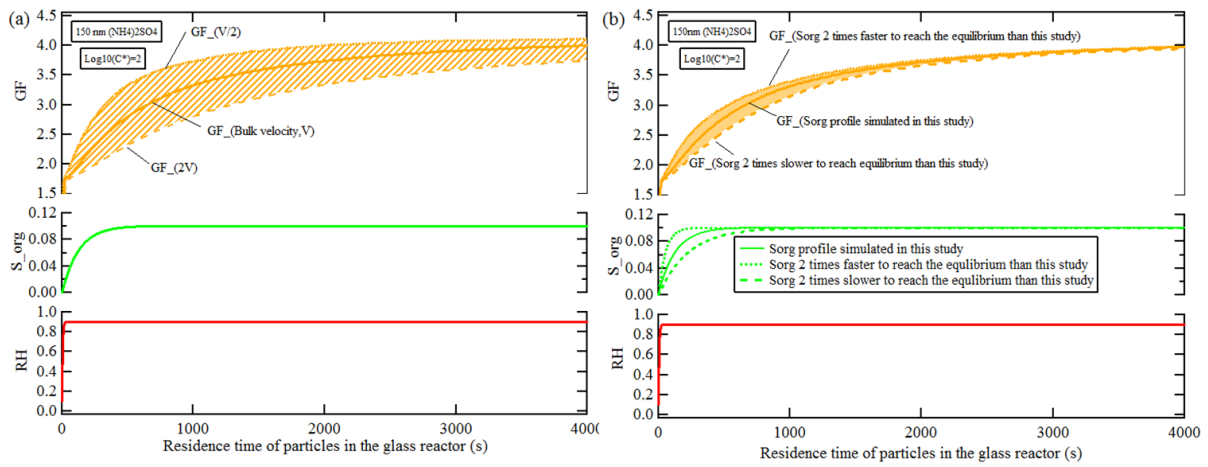 (a)
150 nm (NH4)2SO4
Log10(C*)=2
GF_(V/2)
GF_(Bulk velocity,V)
GF_(2V)
GF
4.0
3.5
3.0
2.5
2.0
1.5
S_org
0.12
0.08
0.04
0.00
RH
1.0
0.8
0.6
0.4
0.2
0.0
0
1000
2000
3000
4000
Residence time of particles in the glass reactor (s)
(b)
150nm (NH4)2SO4
Log10(C*)=2
GF_(Sorg 2 times faster to reach the equilibrium than this study)
GF_(Sorg profile simulated in this study)
GF_(Sorg 2 times slower to reach equilibrium than this study)
GF
4.0
3.5
3.0
2.5
2.0
1.5
S_org
0.12
0.08
0.04
0.00
Sorg profile simulated in this study
Sorg 2 times faster to reach the equlibrium than this study
Sorg 2 times slower to reach the equlibrium than this study
RH
1.0
0.8
0.6
0.4
0.2
0.0
0
1000
2000
3000
4000
Residence time of particles in the glass reactor (s)